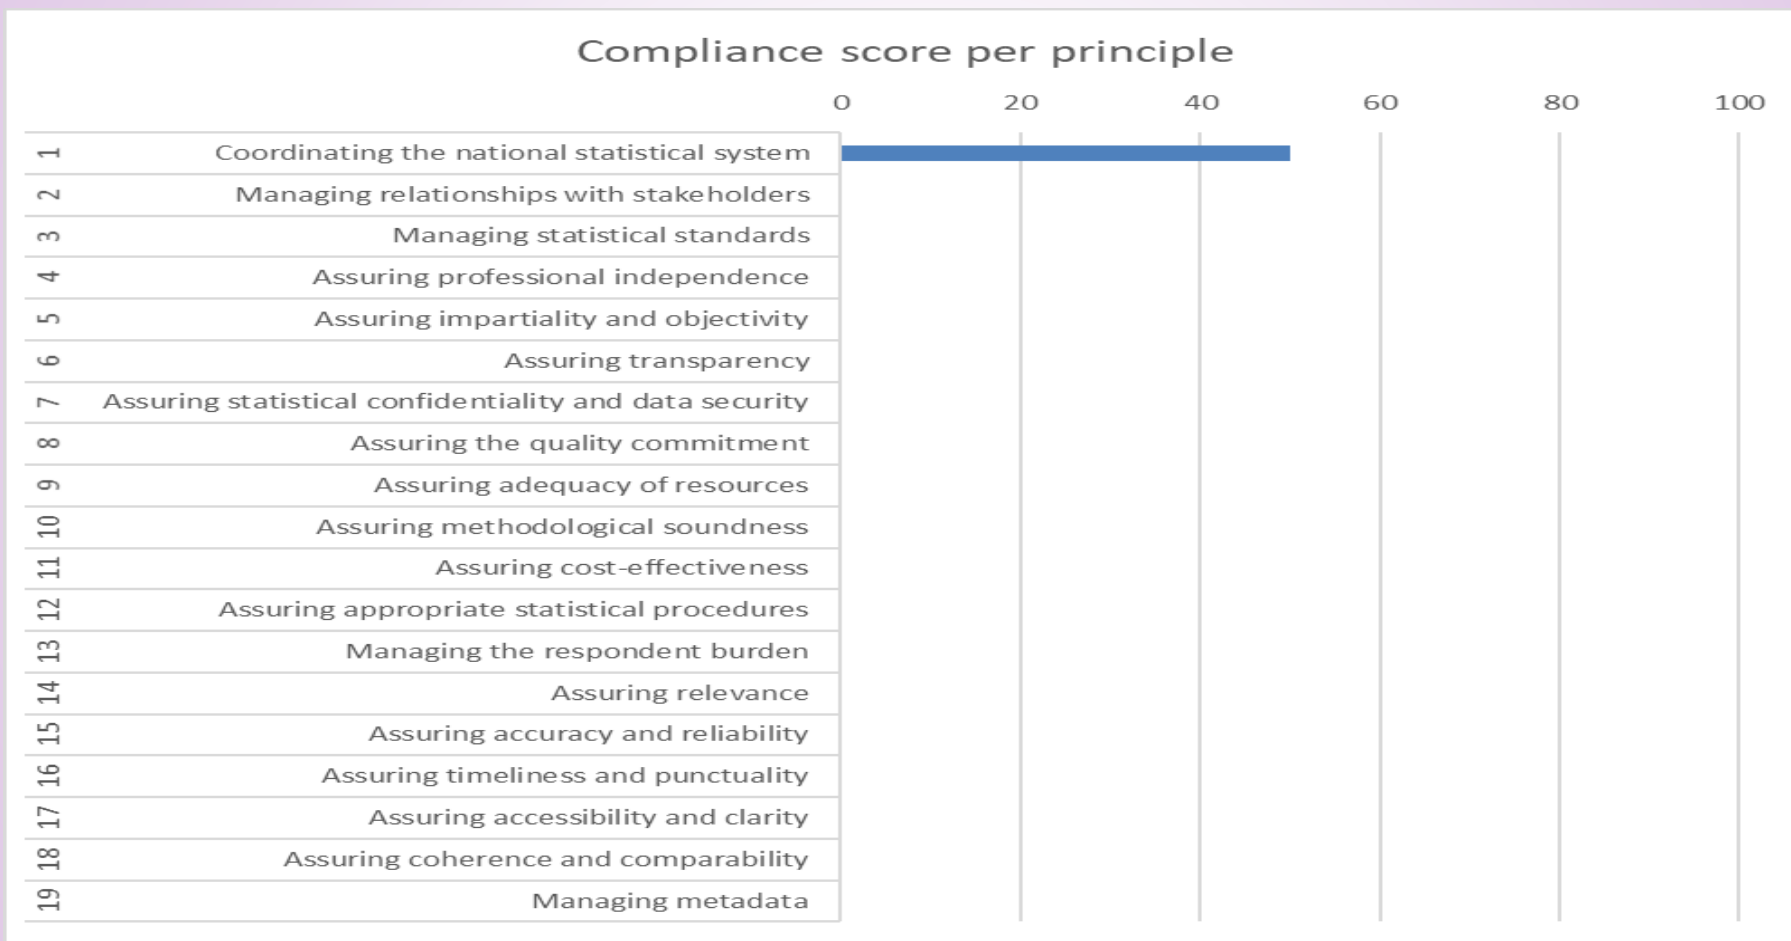 Compliance score per principle
0 20 40 60 80 100
1 Coordinating the national statistical system
2 Managing relationships with stakeholders
3 Managing statistical standards
4 Assuring professional independence
5 Assuring impartiality and objectivity
6 Assuring transparency
7 Assuring statistical confidentiality and data security
8 Assuring the quality commitment
9 Assuring adequacy of resources
10 Assuring methodological soundness
11 Assuring cost-effectiveness
12 Assuring appropriate statistical procedures
13 Managing the respondent burden
14 Assuring relevance
15 Assuring accuracy and reliability
16 Assuring timeliness and punctuality
17 Assuring accessibility and clarity
18 Assuring coherence and comparability
19 Managing metadata